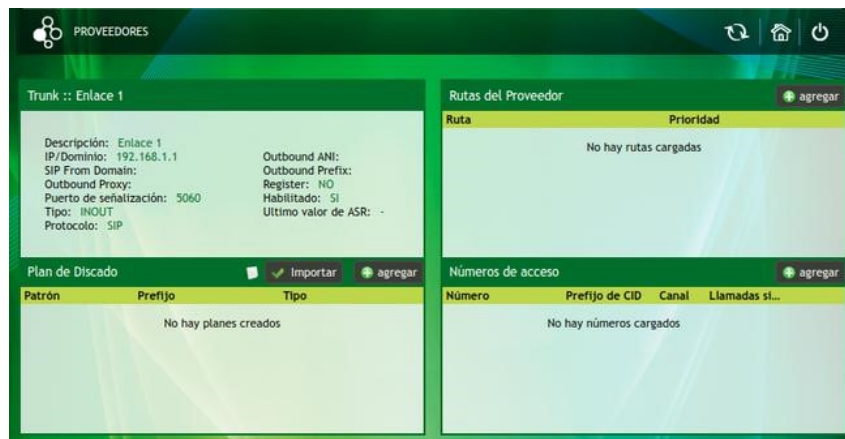 PROVEEDORES
Trunk :: Enlace 1
Descripción: Enlace 1
IP/Dominio: 192.168.1.1
SIP From Domain:
Outbound Proxy:
Puerto de señalización: 5060
Tipo: INOUT
Protocolo: SIP
Outbound ANI:
Outbound Prefix:
Register: NO
Habilitado: SI
Ultimo valor de ASR: -
Rutas del Proveedor
agregar
Ruta Prioridad
No hay rutas cargadas
Plan de Discado
Importar
agregar
Patrón Prefijo Tipo
No hay planes creados
Números de acceso
agregar
Número Prefijo de CID Canal Llamadas si...
No hay números cargados